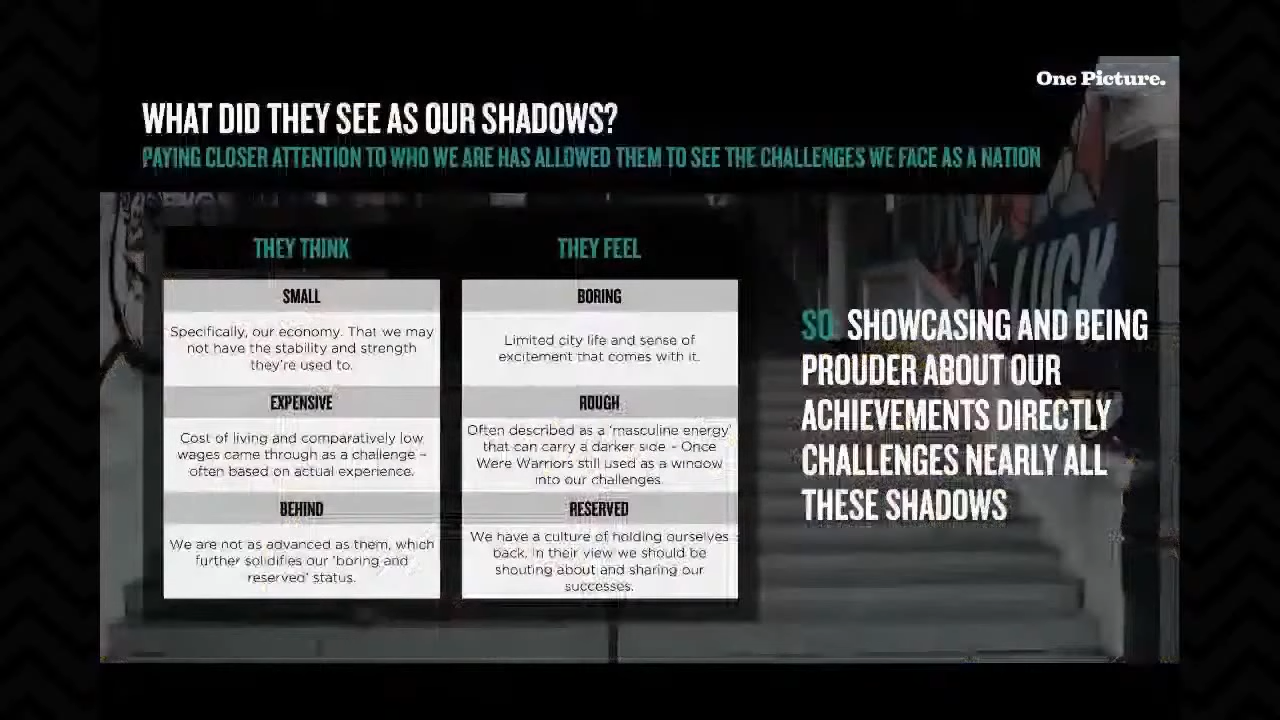 One Picture.
WHAT DID THEY SEE AS OUR SHADOWS?
PAYING CLOSER ATTENTION TO WHO WE ARE HAS ALLOWED THEM TO SEE THE CHALLENGES WE FACE AS A NATION
THEY THINK
SMALL
Specifically, our economy. That we may
not have the stability and strength
they're used to.
EXPENSIVE
Cost of living and comparatively low
wages came through as a challenge –
often based on actual experience.
BEHIND
We are not as advanced as them, which
further solidifies our 'boring and
reserved' status.
THEY FEEL
BORING
Limited city life and sense of
excitement that comes with it.
ROUGH
Often described as a 'masculine energy'
that can carry a darker side – Once
Were Warriors still used as a window
into our challenges.
RESERVED
We have a culture of holding ourselves
back. In their view we should be
shouting about and sharing our
successes.
SO. SHOWCASING AND BEING
PROUDER ABOUT OUR
ACHIEVEMENTS DIRECTLY
CHALLENGES NEARLY ALL
THESE SHADOWS
LUCK